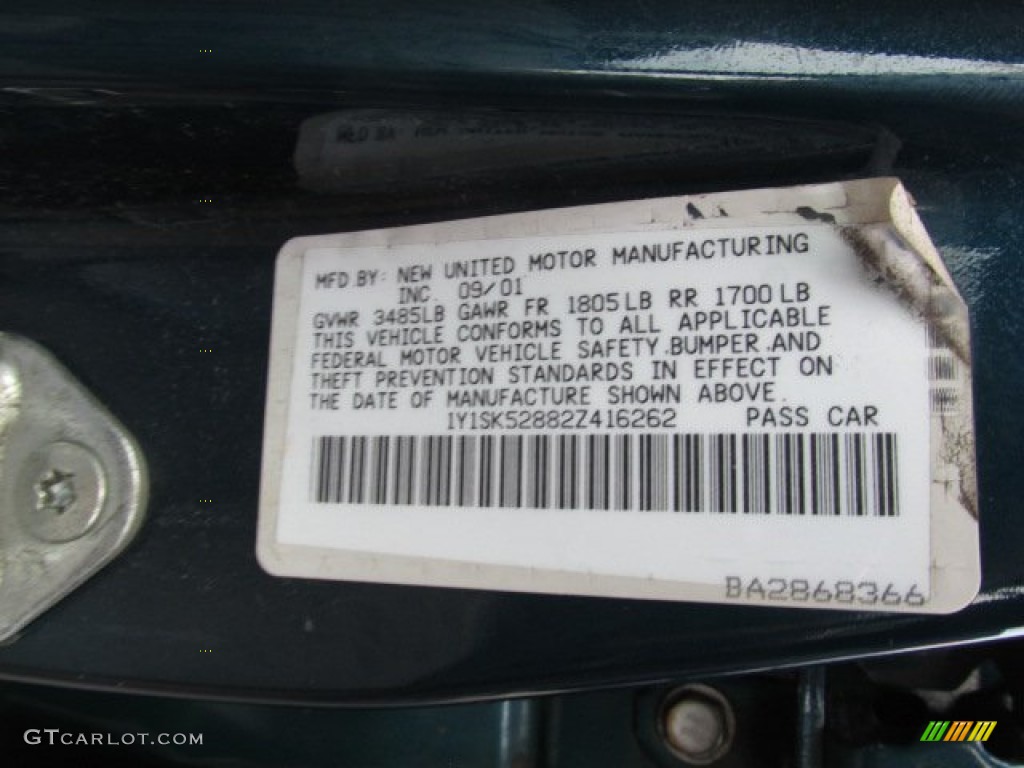 MFD BY: NEW UNITED MOTOR MANUFACTURING
INC. 09/01
GVWR 3485LB GAWR FR 1805LB RR 1700LB
THIS VEHICLE CONFORMS TO ALL APPLICABLE
FEDERAL MOTOR VEHICLE SAFETY,BUMPER,AND
THEFT PREVENTION STANDARDS IN EFFECT ON
THE DATE OF MANUFACTURE SHOWN ABOVE.
1Y1SK52882Z416262 PASS CAR
BA2868366
GTCARLOT.COM